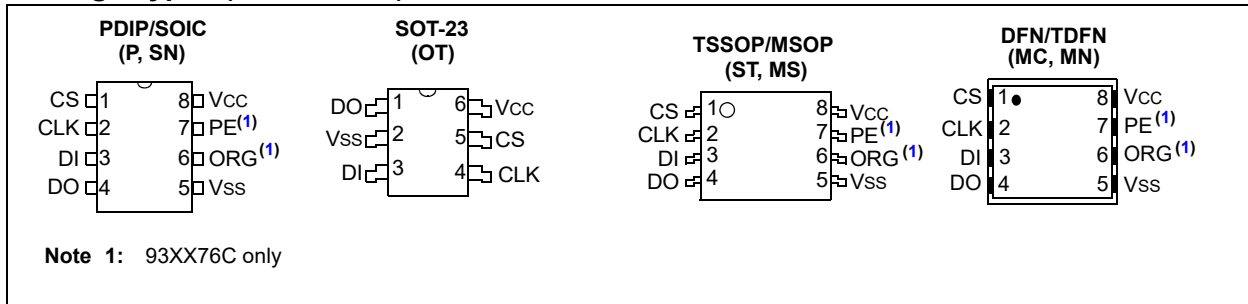 PDIP/SOIC
(P, SN)
CS 1 8 VCC
CLK 2 7 PE(1)
DI 3 6 ORG(1)
DO 4 5 VSS
SOT-23
(OT)
DO 1 6 VCC
VSS 2 5 CS
DI 3 4 CLK
TSSOP/MSOP
(ST, MS)
CS 1 8 VCC
CLK 2 7 PE(1)
DI 3 6 ORG(1)
DO 4 5 VSS
DFN/TDFN
(MC, MN)
CS 1 8 VCC
CLK 2 7 PE(1)
DI 3 6 ORG(1)
DO 4 5 VSS
Note 1: 93XX76C only